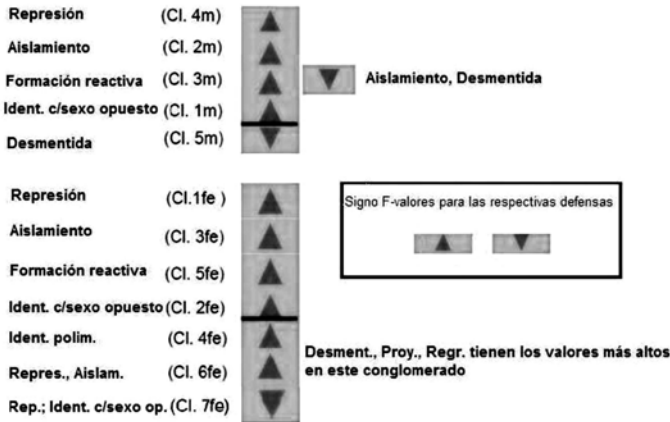 Represión (Cl. 4m)
Aislamiento (Cl. 2m)
Formación reactiva (Cl. 3m)
Aislamiento, Desmentida
Ident. c/sexo opuesto (Cl. 1m)
Desmentida (Cl. 5m)
Represión (Cl.1fe )
Aislamiento (Cl. 3fe)
Formación reactiva (Cl. 5fe)
Ident. c/sexo opuesto (Cl. 2fe)
Ident. polim. (Cl. 4fe)
Repres., Aislam. (Cl. 6fe)
Rep.; Ident. c/sexo op. (Cl. 7fe)
Signo F-valores para las respectivas defensas
Desment., Proy., Regr. tienen los valores más altos
en este conglomerado